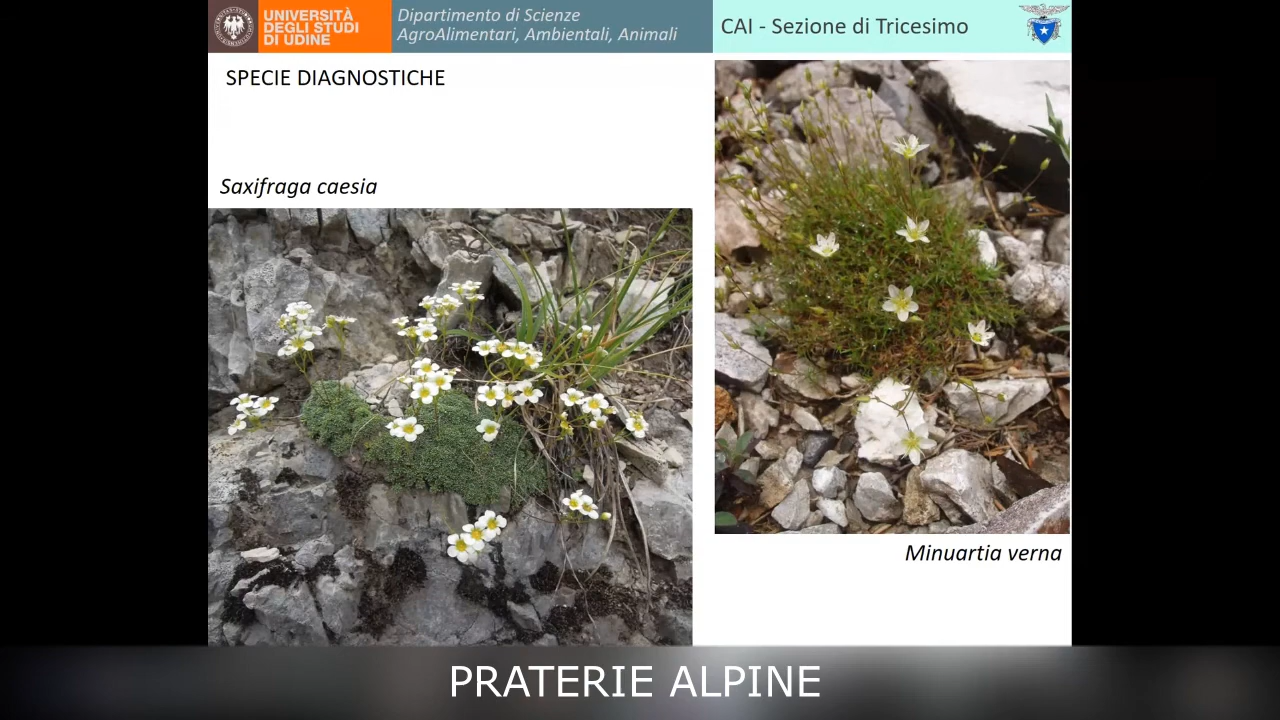 UNIVERSITÀ
DEGLI STUDI
DI UDINE
Dipartimento di Scienze
AgroAlimentari, Ambientali, Animali
CAI - Sezione di Tricesimo
SPECIE DIAGNOSTICHE
Saxifraga caesia
Minuartia verna
PRATERIE ALPINE